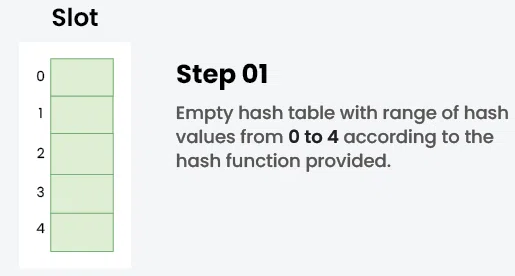 Slot
0
1
2
3
4
Step 01
Empty hash table with range of hash
values from 0 to 4 according to the
hash function provided.